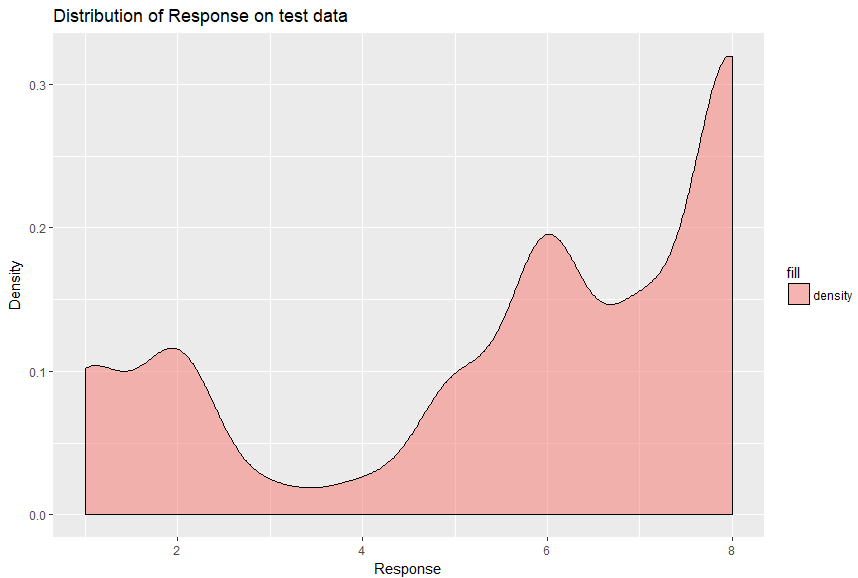 Distribution of Response on test data
Density
0.3
0.2
0.1
0.0
2 4 6 8
Response
fill
density